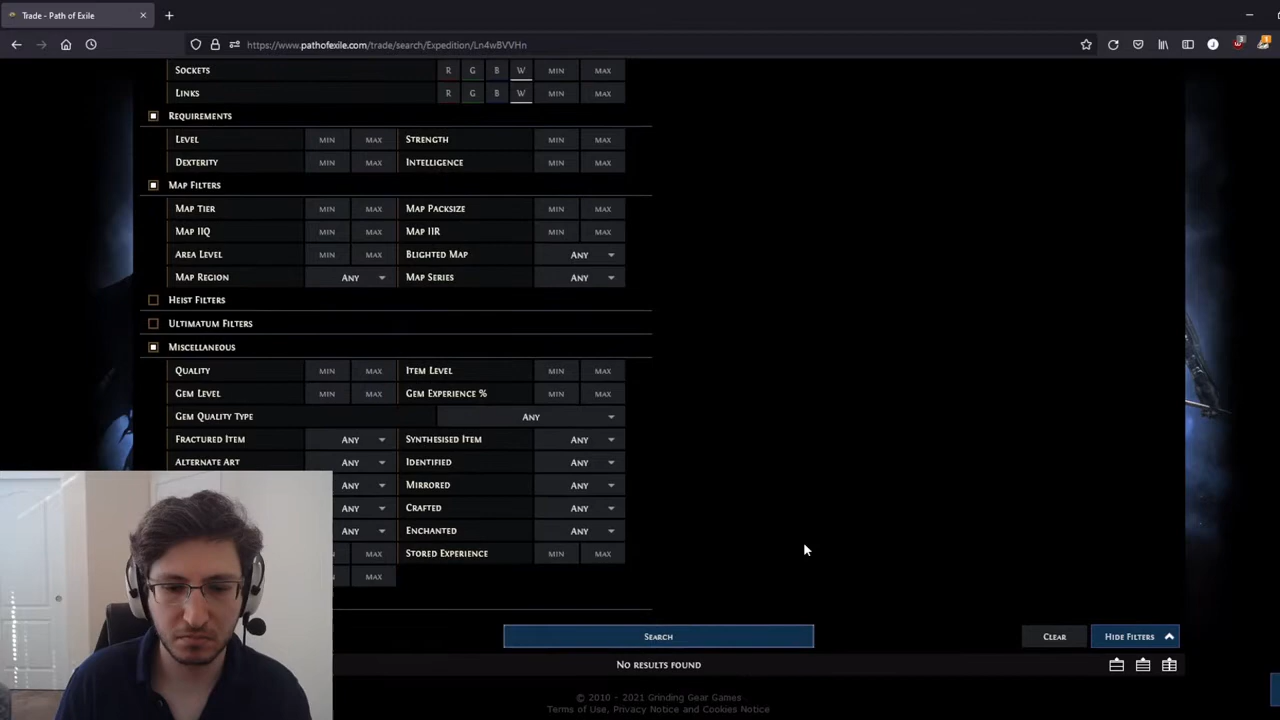 Trade - Path of Exile
https://www.pathofexile.com/trade/search/Expedition/Ln4wBVVHn
SOCKETS R G B W MIN MAX
LINKS R G B W MIN MAX
REQUIREMENTS
LEVEL MIN MAX STRENGTH MIN MAX
DEXTERITY MIN MAX INTELLIGENCE MIN MAX
MAP FILTERS
MAP TIER MIN MAX MAP PACKSIZE MIN MAX
MAP IIQ MIN MAX MAP IIR MIN MAX
AREA LEVEL MIN MAX BLIGHTED MAP ANY
MAP REGION ANY MAP SERIES ANY
HEIST FILTERS
ULTIMATUM FILTERS
MISCELLANEOUS
QUALITY MIN MAX ITEM LEVEL MIN MAX
GEM LEVEL MIN MAX GEM EXPERIENCE % MIN MAX
GEM QUALITY TYPE ANY
FRACTURED ITEM ANY SYNTHESISED ITEM ANY
ALTERNATE ART ANY IDENTIFIED ANY
ANY MIRRORED ANY
ANY CRAFTED ANY
ANY ENCHANTED ANY
MAX STORED EXPERIENCE MIN MAX
MAX
SEARCH CLEAR HIDE FILTERS
NO RESULTS FOUND
© 2010 - 2021 Grinding Gear Games
Terms of Use, Privacy Notice and Cookies Notice